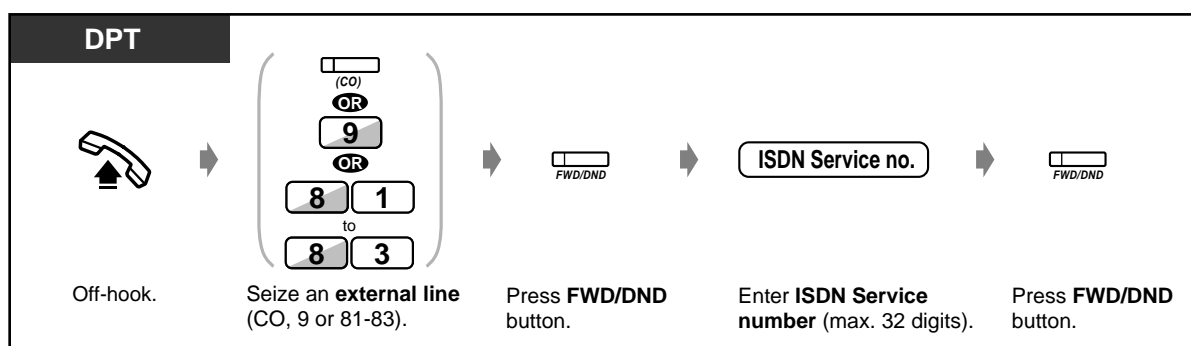 DPT
(CO)
OR
9
OR
8 1
to
8 3
FWD/DND
ISDN Service no.
FWD/DND
Off-hook.
Seize an external line
(CO, 9 or 81-83).
Press FWD/DND
button.
Enter ISDN Service
number (max. 32 digits).
Press FWD/DND
button.